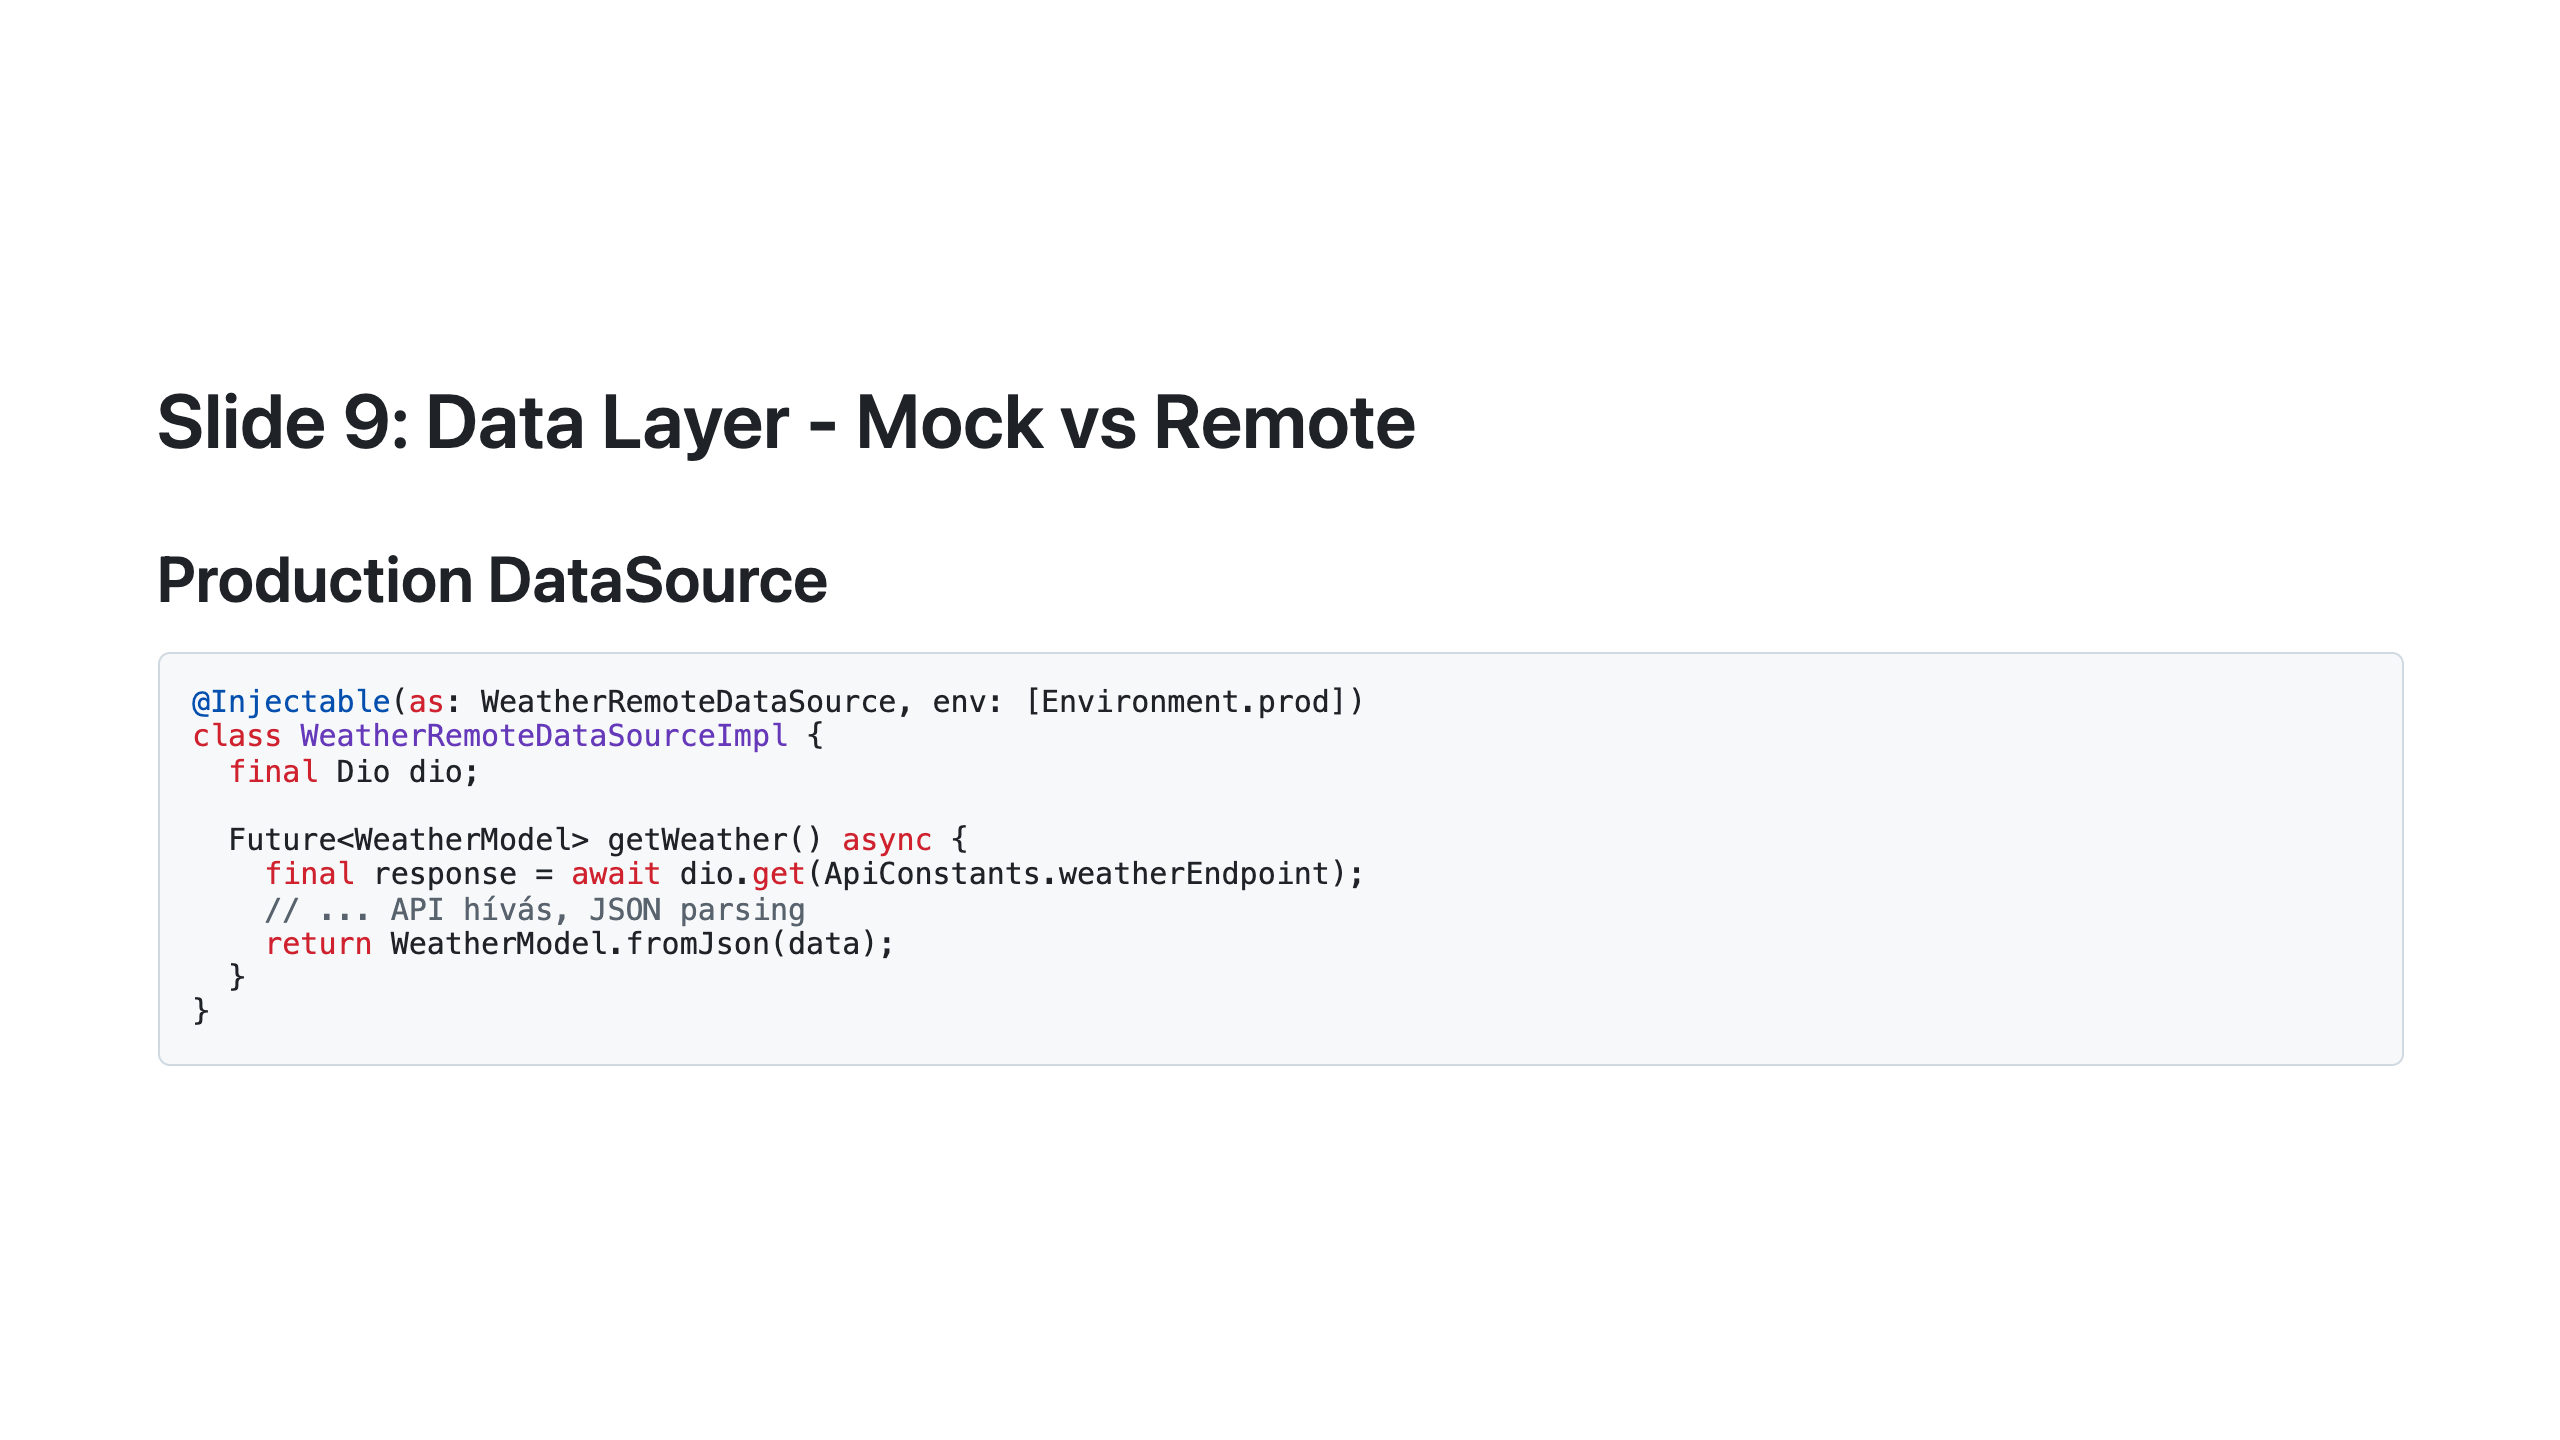 Slide 9: Data Layer - Mock vs Remote
Production DataSource
@Injectable(as: WeatherRemoteDataSource, env: [Environment.prod])
class WeatherRemoteDataSourceImpl {
  final Dio dio;

  Future<WeatherModel> getWeather() async {
    final response = await dio.get(ApiConstants.weatherEndpoint);
    // ... API hívás, JSON parsing
    return WeatherModel.fromJson(data);
  }
}